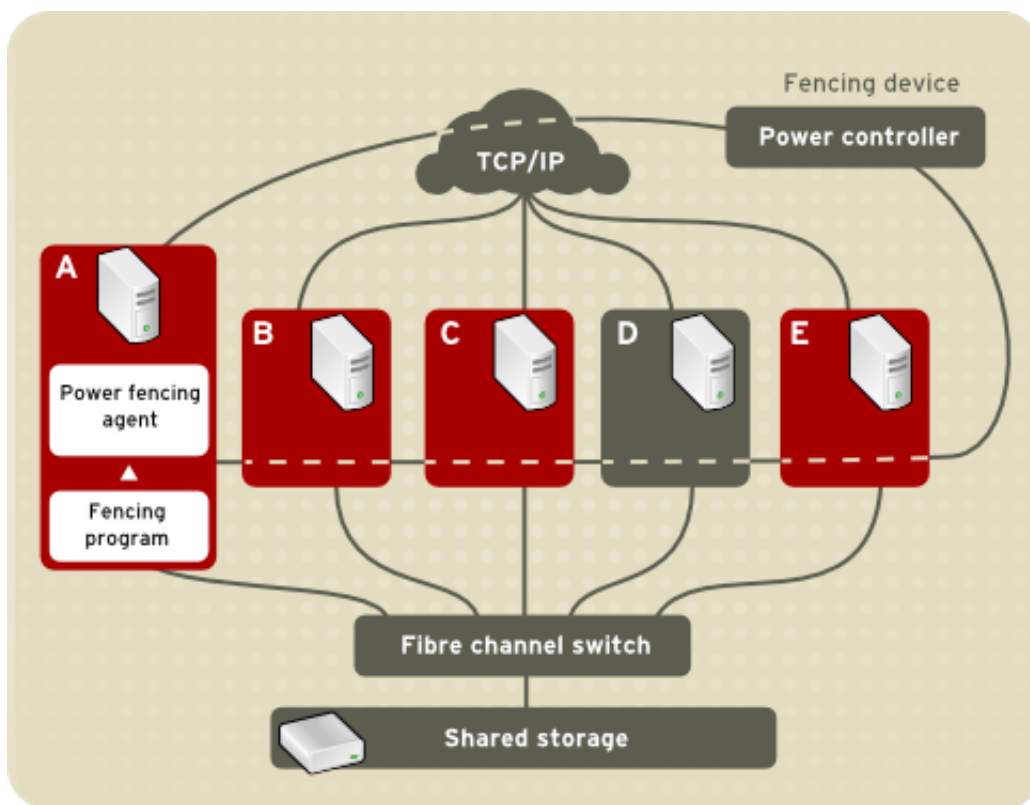 Fencing device
Power controller
TCP/IP
A
B
C
D
E
Power fencing
agent
Fencing
program
Fibre channel switch
Shared storage